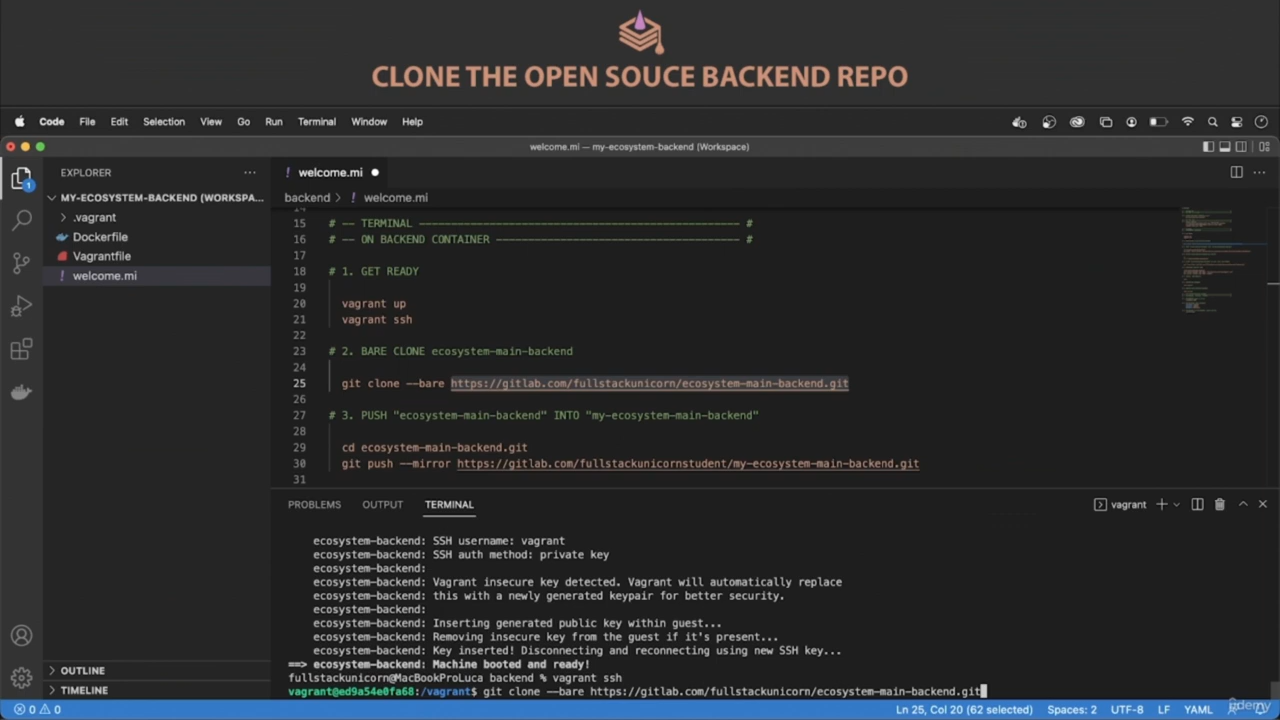 CLONE THE OPEN SOUCE BACKEND REPO
Code File Edit Selection View Go Run Terminal Window Help
welcome.mi — my-ecosystem-backend (Workspace)
EXPLORER
MY-ECOSYSTEM-BACKEND (WORKSPA...
.vagrant
Dockerfile
Vagrantfile
welcome.mi
OUTLINE
TIMELINE
1
! welcome.mi
backend > ! welcome.mi
14
15 # —— TERMINAL —————————————————————————— #
16 # —— ON BACKEND CONTAINER —————————————————————— #
17
18 # 1. GET READY
19
20 vagrant up
21 vagrant ssh
22
23 # 2. BARE CLONE ecosystem-main-backend
24
25 git clone --bare https://gitlab.com/fullstackunicorn/ecosystem-main-backend.git
26
27 # 3. PUSH "ecosystem-main-backend" INTO "my-ecosystem-main-backend"
28
29 cd ecosystem-main-backend.git
30 git push --mirror https://gitlab.com/fullstackunicornstudent/my-ecosystem-main-backend.git
31
PROBLEMS OUTPUT TERMINAL
vagrant
ecosystem-backend: SSH username: vagrant
ecosystem-backend: SSH auth method: private key
ecosystem-backend:
ecosystem-backend: Vagrant insecure key detected. Vagrant will automatically replace
ecosystem-backend: this with a newly generated keypair for better security.
ecosystem-backend:
ecosystem-backend: Inserting generated public key within guest...
ecosystem-backend: Removing insecure key from the guest if it's present...
ecosystem-backend: Key inserted! Disconnecting and reconnecting using new SSH key...
==> ecosystem-backend: Machine booted and ready!
fullstackunicorn@MacBookProLuca backend % vagrant ssh
vagrant@ed9a54e0fa68:/vagrant$ git clone --bare https://gitlab.com/fullstackunicorn/ecosystem-main-backend.git
0 0 Ln 25, Col 20 (62 selected) Spaces: 2 UTF-8 LF YAML
ûdemy